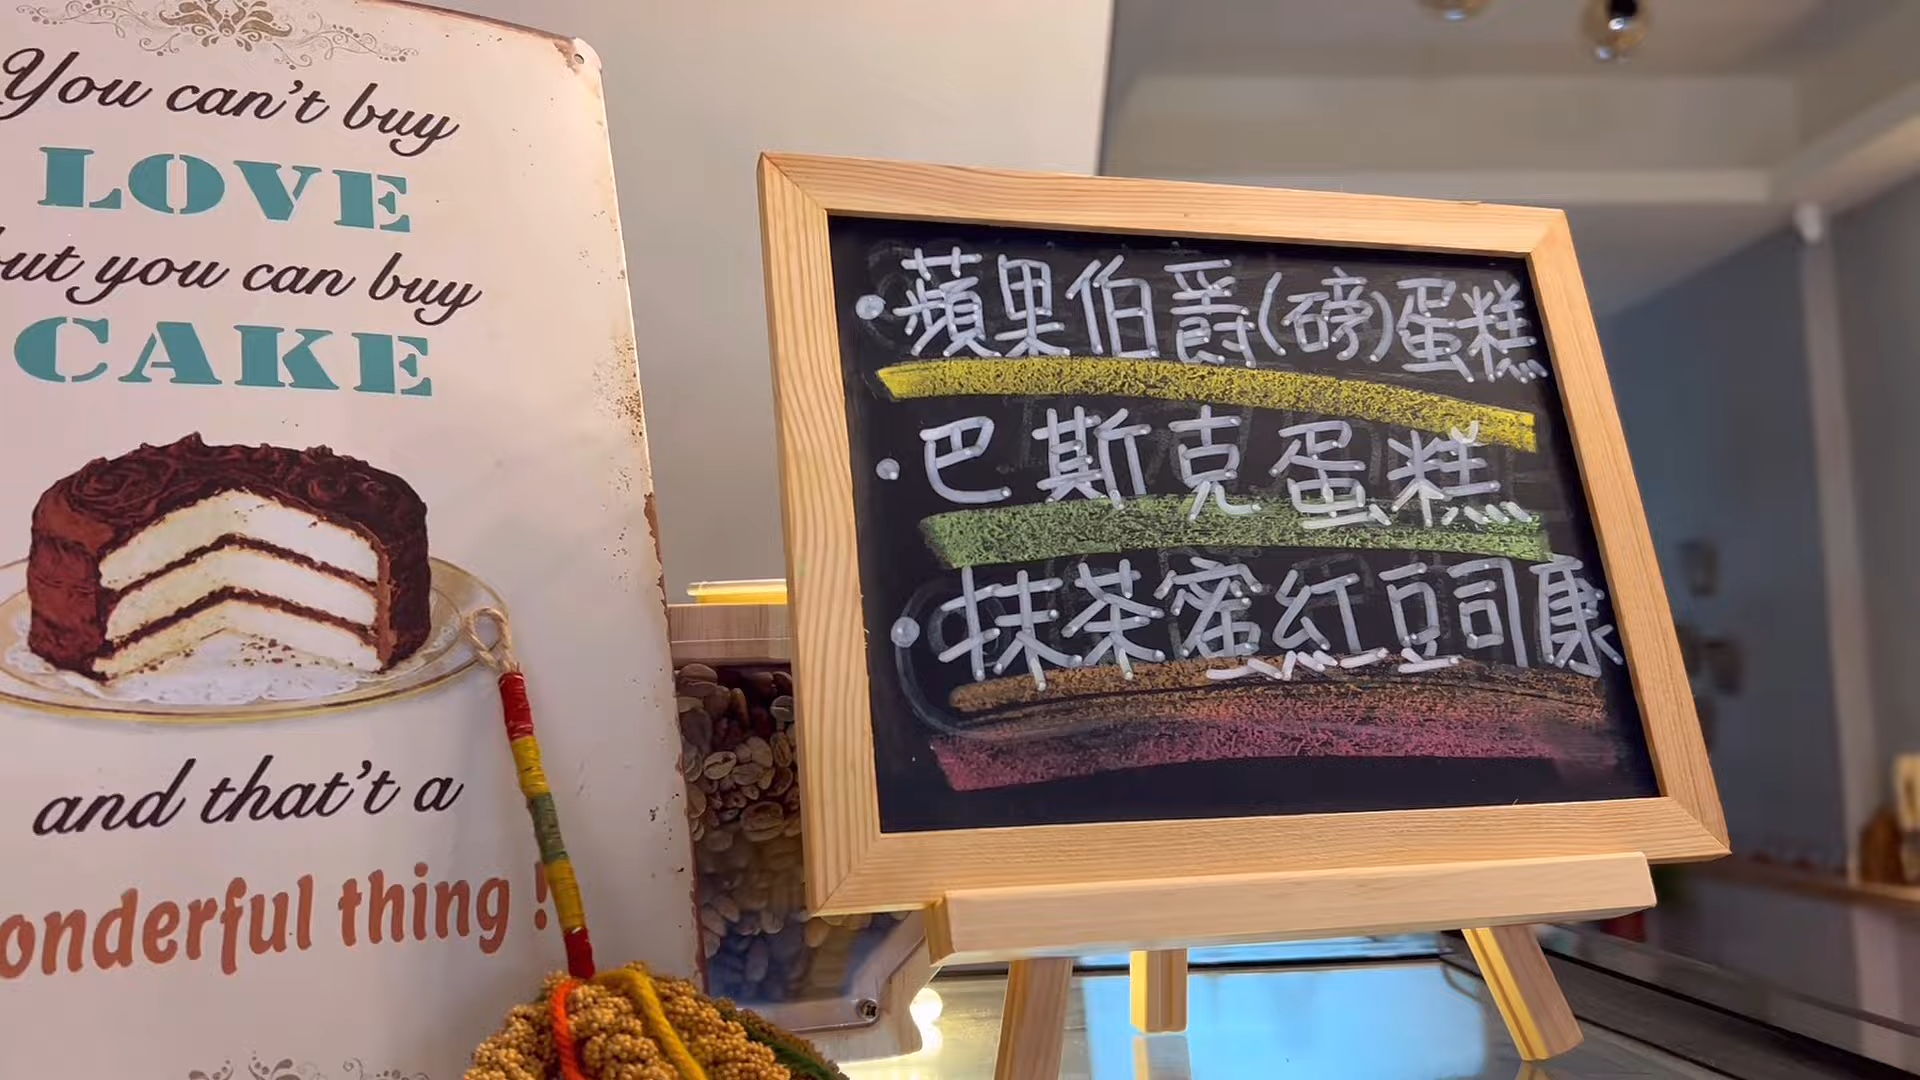 You can't buy
LOVE
but you can buy
CAKE
and that't a
onderful thing!
・蘋果伯爵(磅)蛋糕
・巴斯克蛋糕
・抹茶蜜紅豆司康